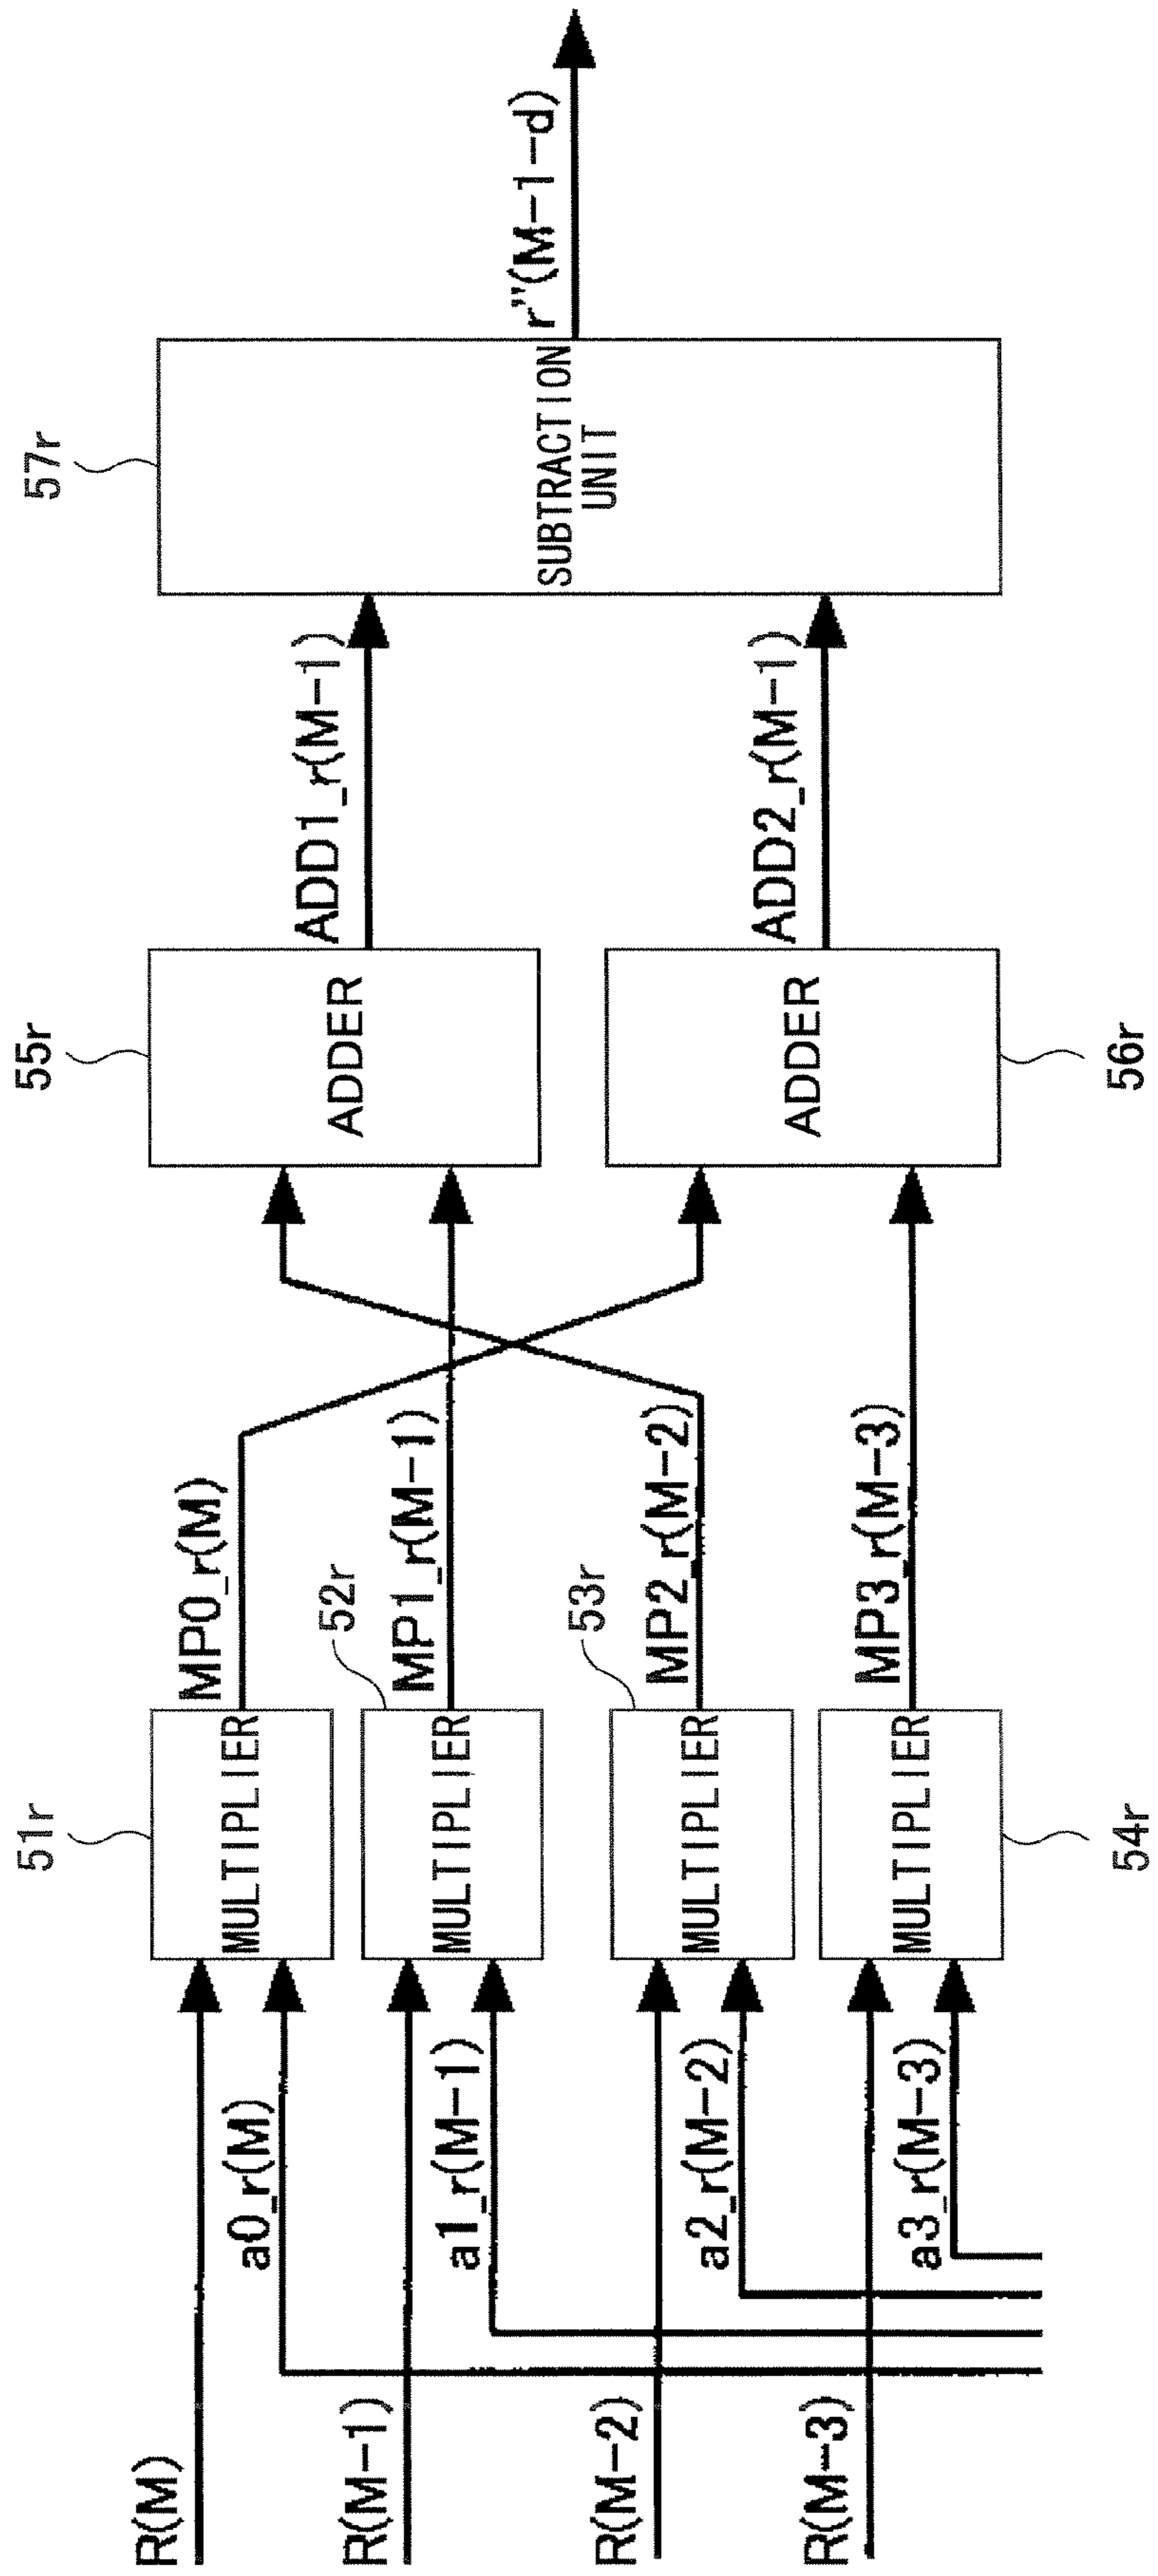 R(M)
a0_r(M)
51r
MULTIPLIER
MP0_r(M)
R(M-1)
a1_r(M-1)
52r
MULTIPLIER
MP1_r(M-1)
R(M-2)
a2_r(M-2)
53r
MULTIPLIER
MP2_r(M-2)
R(M-3)
a3_r(M-3)
54r
MULTIPLIER
MP3_r(M-3)
55r
ADDER
ADD1_r(M-1)
56r
ADDER
ADD2_r(M-1)
57r
SUBTRACTION
UNIT
r"(M-1-d)